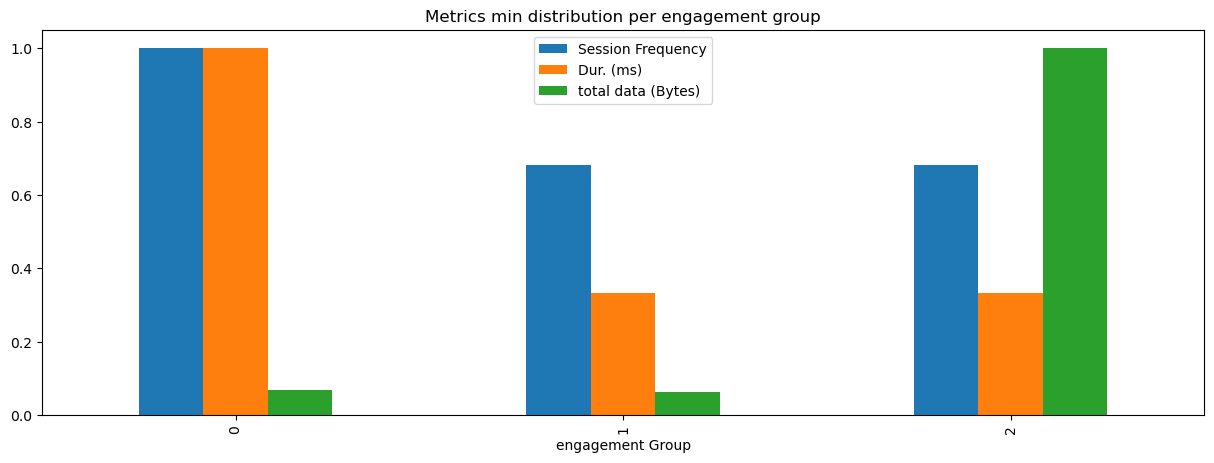 Metrics min distribution per engagement group
1.0
0.8
0.6
0.4
0.2
0.0
Session Frequency
Dur. (ms)
total data (Bytes)
0
1
2
engagement Group